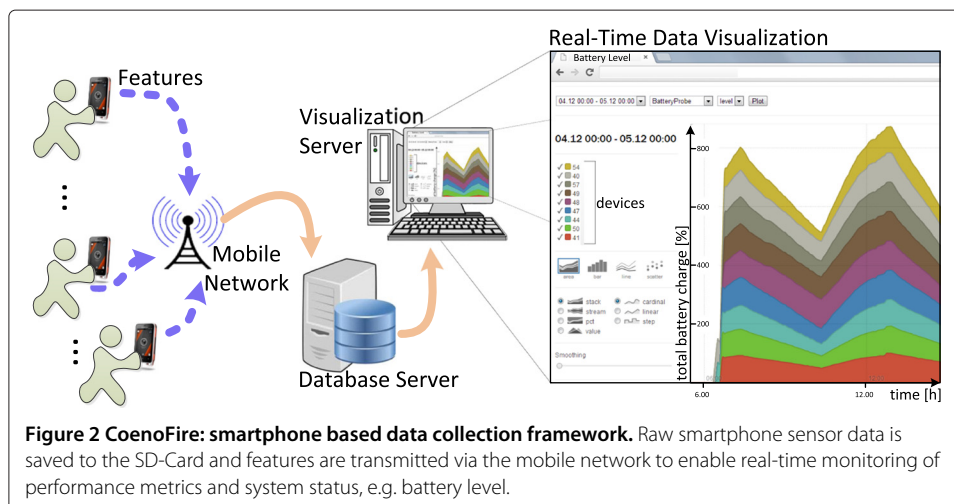 Features
Mobile
Network
Database Server
Visualization
Server
Real-Time Data Visualization
Battery Level
04.12 00:00 - 05.12 00:00
BatteryProbe
level
Plot
04.12 00:00 - 05.12 00:00
54
40
57
49
48
47
44
50
41
devices
area
bar
line
scatter
stack
cardinal
stream
linear
pct
step
value
Smoothing
total battery charge [%]
800
600
400
200
6.00
12.00
time [h]
Figure 2 CoenoFire: smartphone based data collection framework. Raw smartphone sensor data is
saved to the SD-Card and features are transmitted via the mobile network to enable real-time monitoring of
performance metrics and system status, e.g. battery level.